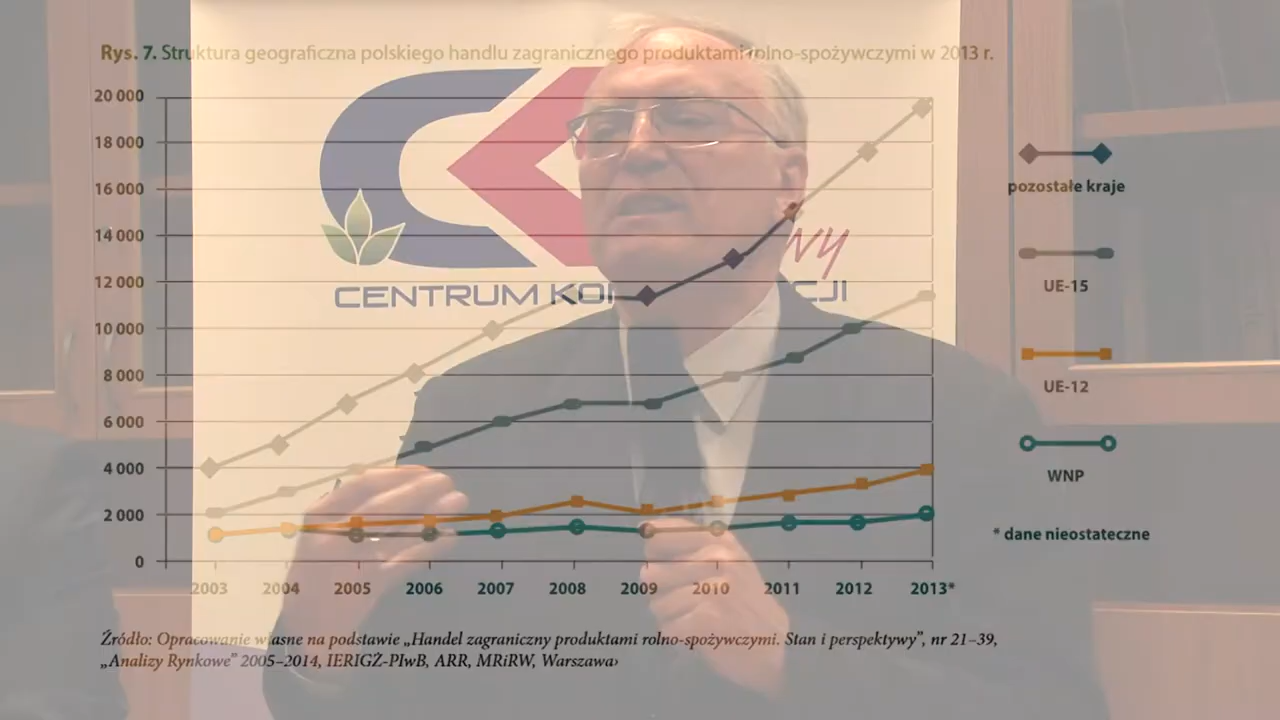 Rys. 7. Struktura geograficzna polskiego handlu zagranicznego produktami rolno-spożywczymi w 2013 r.
20 000
18 000
16 000
14 000
12 000
10 000
8 000
6 000
4 000
2 000
0
2003 2004 2005 2006 2007 2008 2009 2010 2011 2012 2013*
pozostałe kraje
UE-15
UE-12
WNP
* dane nieostateczne
CENTRUM
Źródło: Opracowanie własne na podstawie „Handel zagraniczny produktami rolno-spożywczymi. Stan i perspektywy”, nr 21–39,
„Analizy Rynkowe” 2005–2014, IERIGŻ-PIwB, ARR, MRiRW, Warszawa›